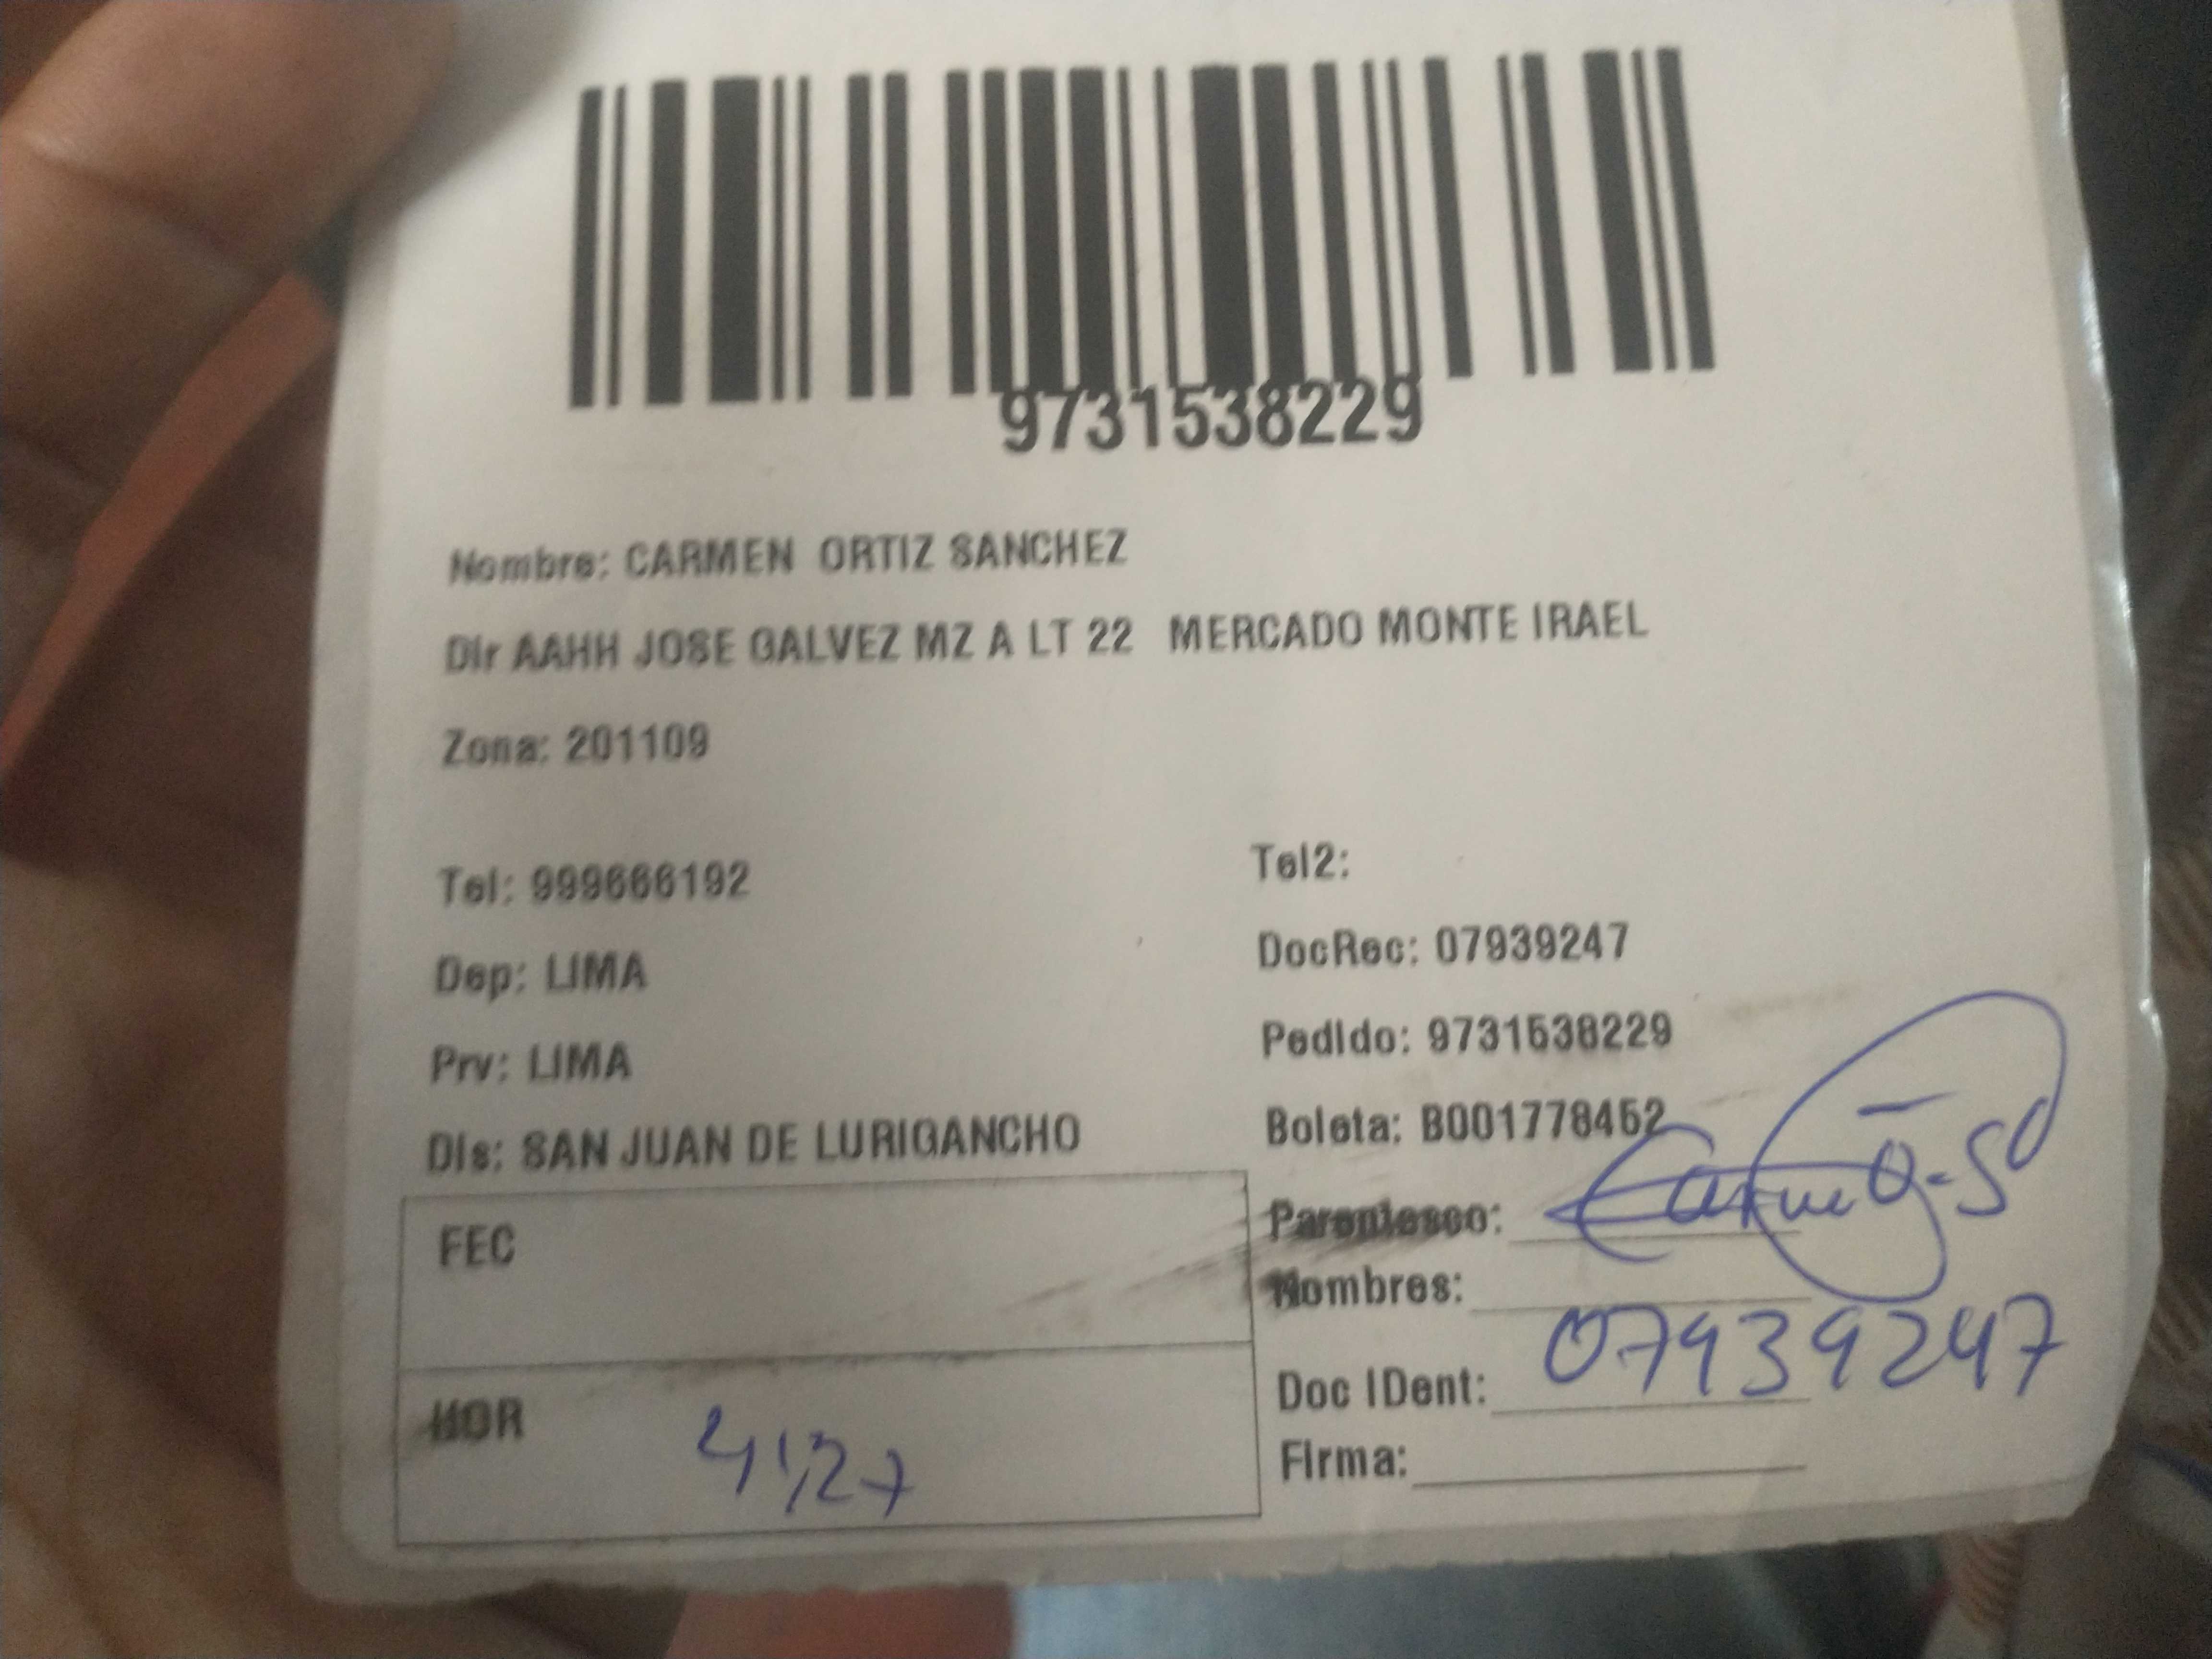 9731538229
Nombre: CARMEN ORTIZ SANCHEZ
Dir AAHH JOSE GALVEZ MZ A LT 22 MERCADO MONTE IRAEL
Zona: 201109
Tel: 999666192 Tel2:
DocRec: 07939247
Dep: LIMA
Pedido: 9731538229
Prv: LIMA
Boleta: B001778452
Dis: SAN JUAN DE LURIGANCHO
Parentesco:
FEC
Nombres:
Doc IDent: 07939247
HOR 4:27
Firma: